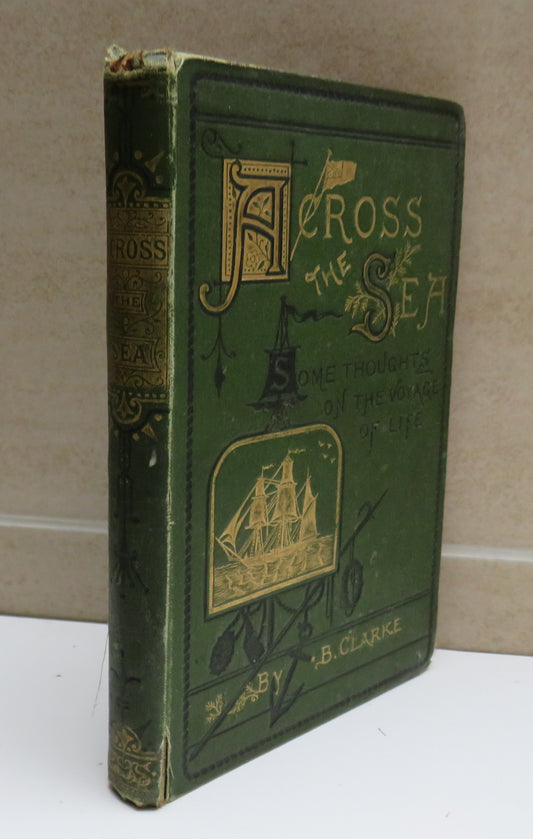 ACROSS
THE
SEA
ACROSS
THE
SEA
SOME THOUGHTS
ON THE VOYAGE
OF LIFE
BY B. CLARKE